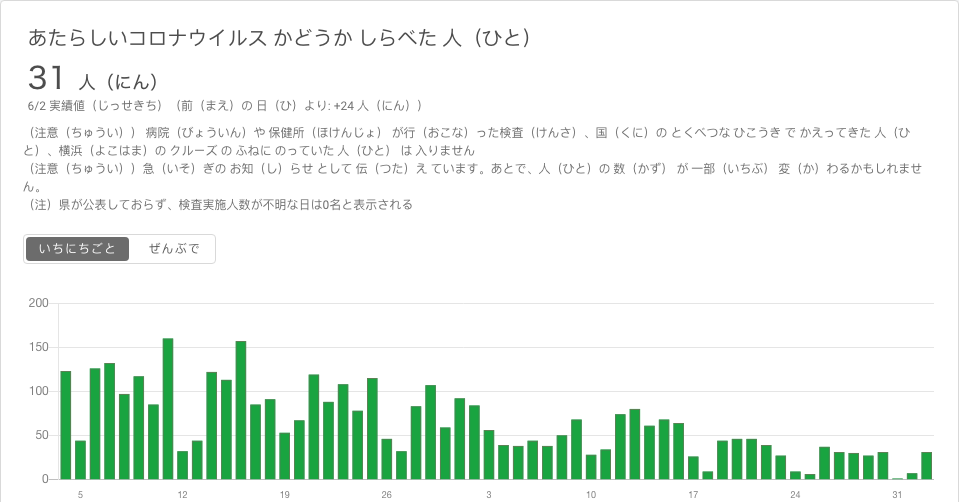 あたらしいコロナウイルス かどうか しらべた 人（ひと）
31 人（にん）
6/2 実績値（じっせきち）（前（まえ）の 日（ひ）より: +24 人（にん））
（注意（ちゅうい）） 病院（びょういん）や 保健所（ほけんじょ） が行（おこな）った検査（けんさ）、国（くに）の とくべつな ひこうき で かえってきた 人（ひ
と）、横浜（よこはま）の クルーズ の ふねに のっていた 人（ひと） は 入りません
（注意（ちゅうい））急（いそ）ぎの お知（し）らせ として 伝（つた）え ています。あとで、人（ひと）の 数（かず） が 一部（いちぶ） 変（か）わるかもしれませ
ん。
（注）県が公表しておらず、検査実施人数が不明な日は0名と表示される
いちにちごと ぜんぶで
200
150
100
50
0
5 12 19 26 3 10 17 24 31